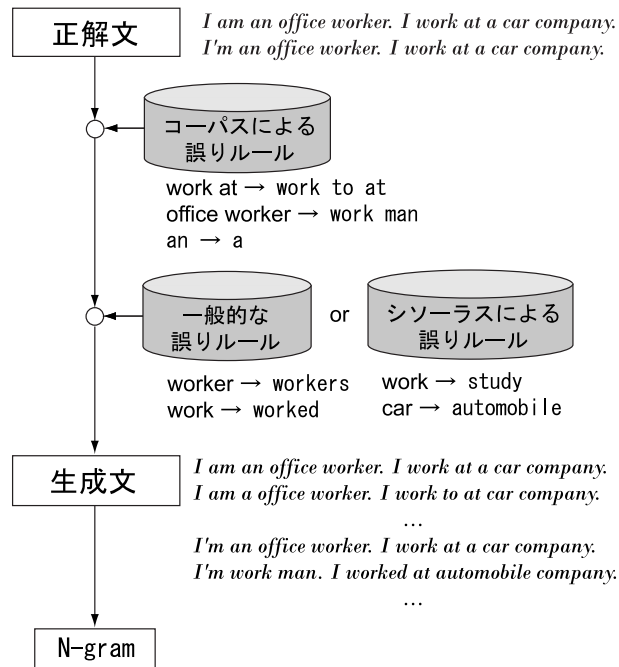 正解文
I am an office worker. I work at a car company.
I'm an office worker. I work at a car company.
コーパスによる
誤りルール
work at → work to at
office worker → work man
an → a
一般的な
誤りルール
or
シソーラスによる
誤りルール
worker → workers
work → worked
work → study
car → automobile
生成文
I am an office worker. I work at a car company.
I am a office worker. I work to at car company.
…
I'm an office worker. I work at a car company.
I'm work man. I worked at automobile company.
…
N-gram